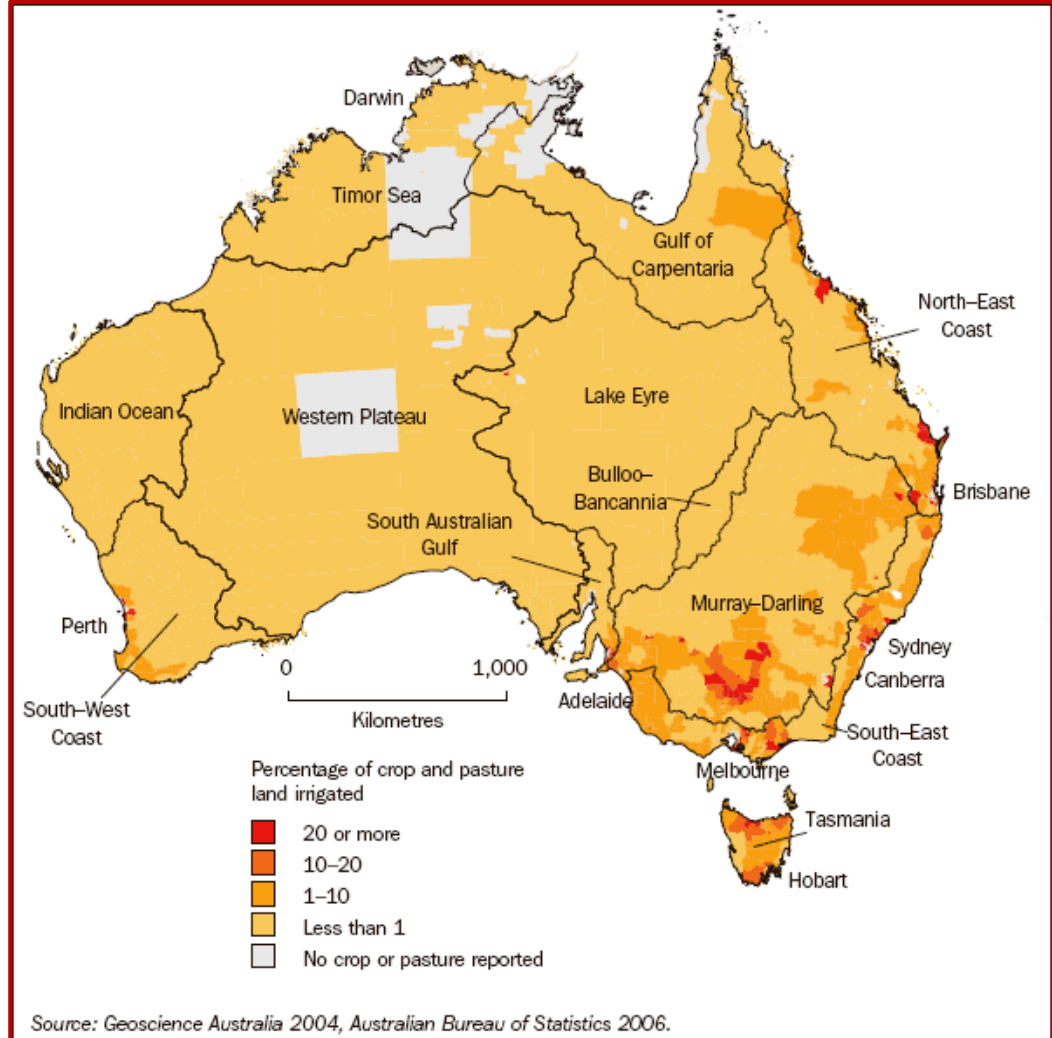 Darwin
Timor Sea
Gulf of
Carpentaria
North–East
Coast
Indian Ocean
Western Plateau
Lake Eyre
Bulloo–
Bancannia
Brisbane
South Australian
Gulf
Murray–Darling
Perth
Sydney
0
1,000
Kilometres
Adelaide
Canberra
South–West
Coast
South–East
Coast
Melbourne
Percentage of crop and pasture
land irrigated
Tasmania
20 or more
10–20
Hobart
1–10
Less than 1
No crop or pasture reported
Source: Geoscience Australia 2004, Australian Bureau of Statistics 2006.